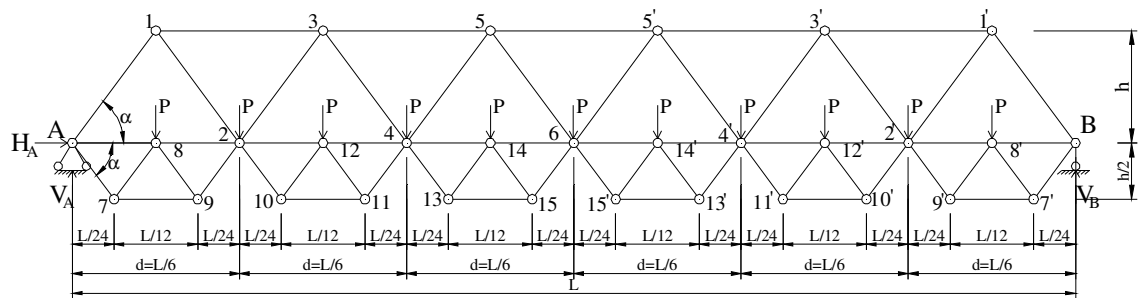 1 3 5 5' 3' 1'
P P P P P P P P P P P
α h
A B
H_A 8 2 12 4 14 6 14' 4' 12' 2' 8'
α h/2
V_A V_B
7 9 10 11 13 15 15' 13' 11' 10' 9' 7'
L/24 L/12 L/24 L/24 L/12 L/24 L/24 L/12 L/24 L/24 L/12 L/24 L/24 L/12 L/24 L/24 L/12 L/24
d=L/6 d=L/6 d=L/6 d=L/6 d=L/6 d=L/6
L